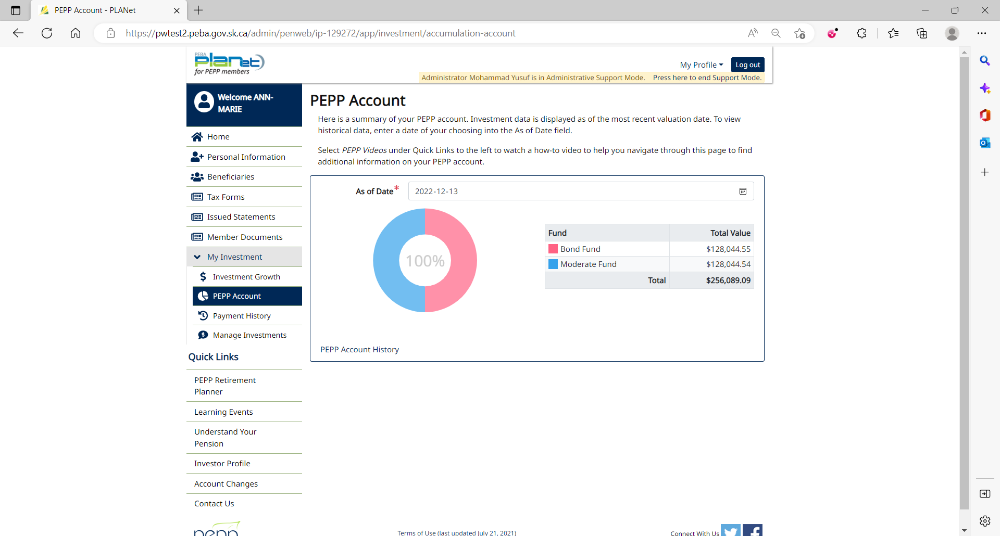 PEPP Account - PLANet
https://pwtest2.peba.gov.sk.ca/admin/penweb/ip-129272/app/investment/accumulation-account
PEBA
planet
for PEPP members
My Profile
Log out
Administrator Mohammad Yusuf is in Administrative Support Mode. Press here to end Support Mode.
Welcome ANN-
MARIE
Home
Personal Information
Beneficiaries
Tax Forms
Issued Statements
Member Documents
My Investment
Investment Growth
PEPP Account
Payment History
Manage Investments
Quick Links
PEPP Retirement
Planner
Learning Events
Understand Your
Pension
Investor Profile
Account Changes
Contact Us
pepp
PEPP Account
Here is a summary of your PEPP account. Investment data is displayed as of the most recent valuation date. To view
historical data, enter a date of your choosing into the As of Date field.
Select PEPP Videos under Quick Links to the left to watch a how-to video to help you navigate through this page to find
additional information on your PEPP account.
As of Date* 2022-12-13
100%
Fund Total Value
Bond Fund $128,044.55
Moderate Fund $128,044.54
Total $256,089.09
PEPP Account History
Terms of Use (last updated July 21, 2021)
Connect With Us